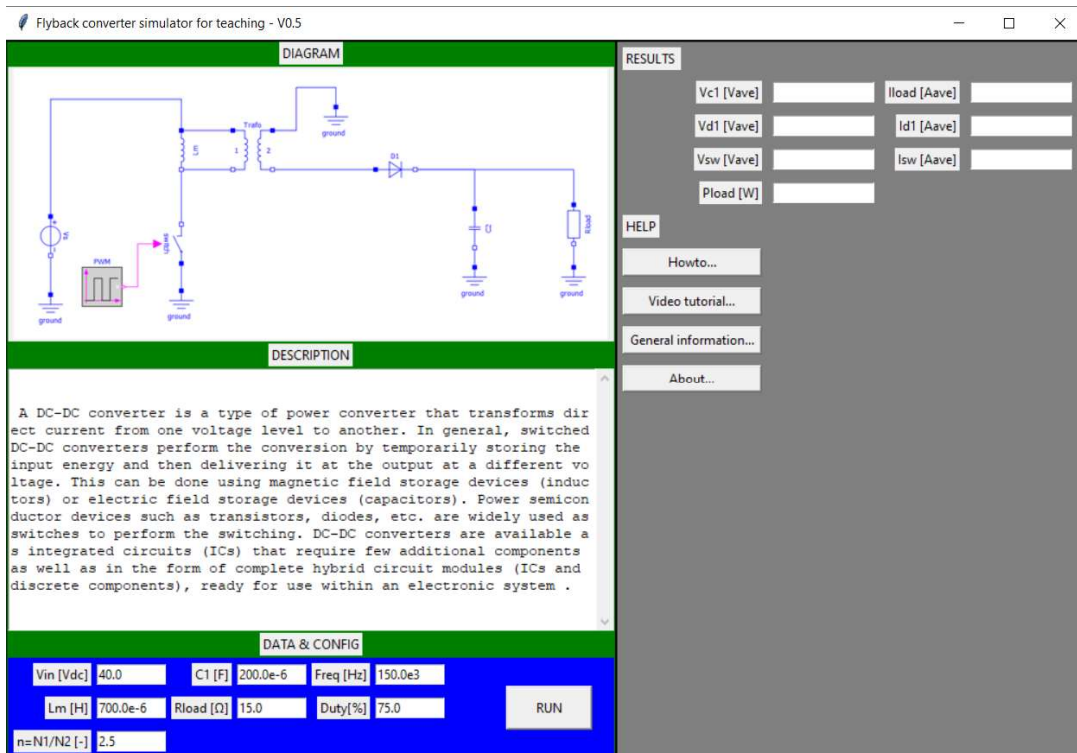 Flyback converter simulator for teaching - V0.5
DIAGRAM
ground
Trafo
Lm
1
2
D1
Vs
PWM
C2
Rload
ground
ground
ground
ground
DESCRIPTION
A DC-DC converter is a type of power converter that transforms dir
ect current from one voltage level to another. In general, switched
DC-DC converters perform the conversion by temporarily storing the
input energy and then delivering it at the output at a different vo
ltage. This can be done using magnetic field storage devices (induc
tors) or electric field storage devices (capacitors). Power semicon
ductor devices such as transistors, diodes, etc. are widely used as
switches to perform the switching. DC-DC converters are available a
s integrated circuits (ICs) that require few additional components
as well as in the form of complete hybrid circuit modules (ICs and
discrete components), ready for use within an electronic system .
DATA & CONFIG
Vin [Vdc] 40.0 C1 [F] 200.0e-6 Freq [Hz] 150.0e3
Lm [H] 700.0e-6 Rload [Ω] 15.0 Duty[%] 75.0
n=N1/N2 [-] 2.5
RUN
RESULTS
Vc1 [Vave] Iload [Aave]
Vd1 [Vave] Id1 [Aave]
Vsw [Vave] Isw [Aave]
Pload [W]
HELP
Howto...
Video tutorial...
General information...
About...